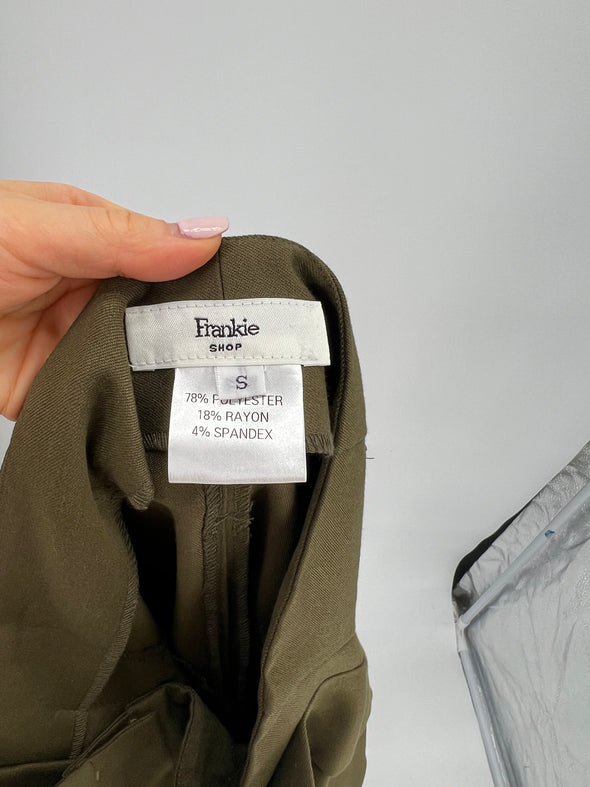 Frankie
SHOP
S
78% POLYESTER
18% RAYON
4% SPANDEX